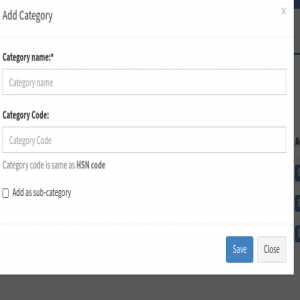 Add Category
x
Category name:*
Category name
Category Code:
Category Code
Category code is same as HSN code
Add as sub-category
Save
Close